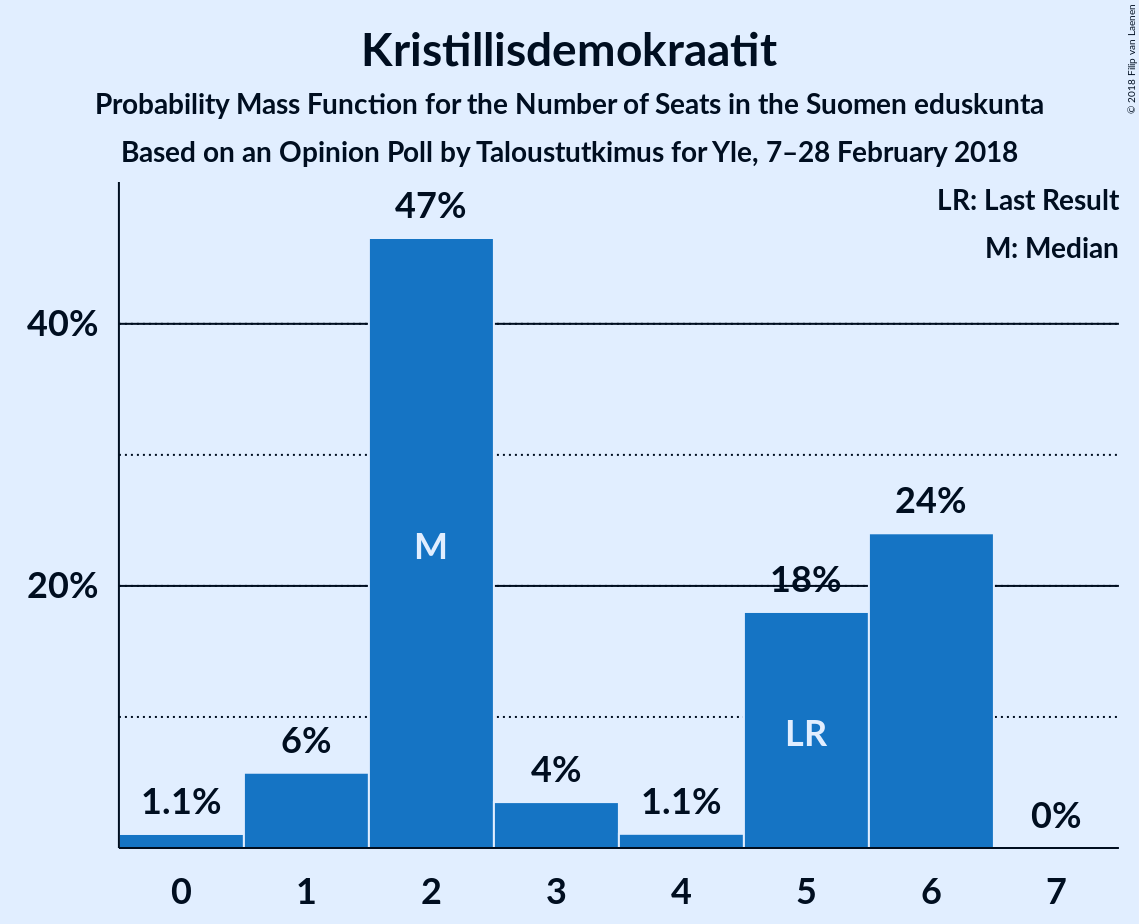 Kristillisdemokraatit
Probability Mass Function for the Number of Seats in the Suomen eduskunta
Based on an Opinion Poll by Taloustutkimus for Yle, 7–28 February 2018
© 2018 Filip van Laenen
LR: Last Result
M: Median
47%
40%
24%
M
20%
18%
LR
6%
4%
1.1%
1.1%
0%
0 1 2 3 4 5 6 7